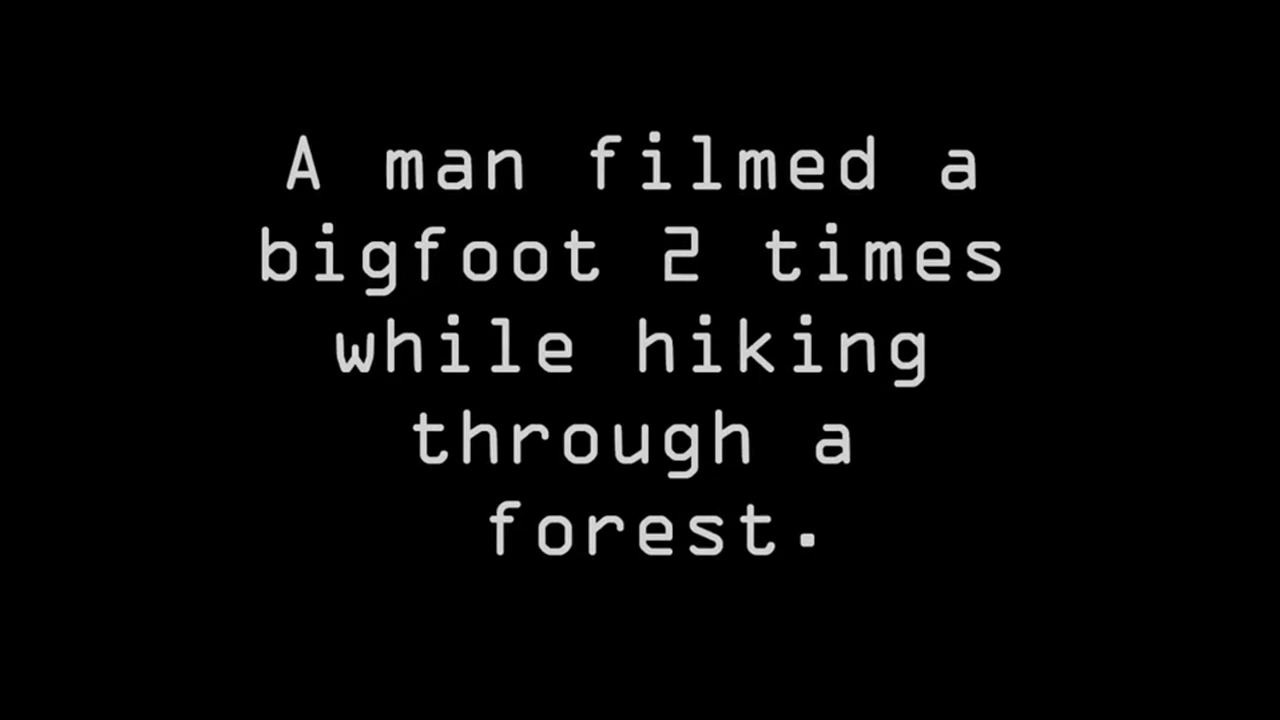 A man filmed a
bigfoot 2 times
while hiking
through a
forest.